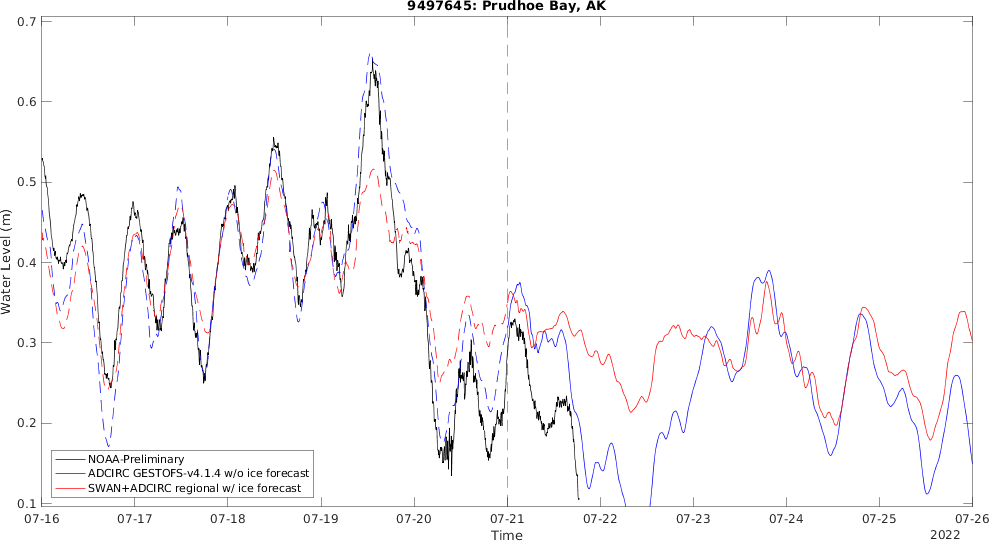 9497645: Prudhoe Bay, AK
0.7
0.6
0.5
0.4
0.3
0.2
0.1
Water Level (m)
NOAA-Preliminary
ADCIRC GESTOFS-v4.1.4 w/o ice forecast
SWAN+ADCIRC regional w/ ice forecast
07-16 07-17 07-18 07-19 07-20 07-21 07-22 07-23 07-24 07-25 07-26
Time
2022